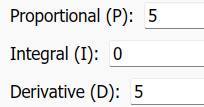 Proportional (P): 5
Integral (I): 0
Derivative (D): 5